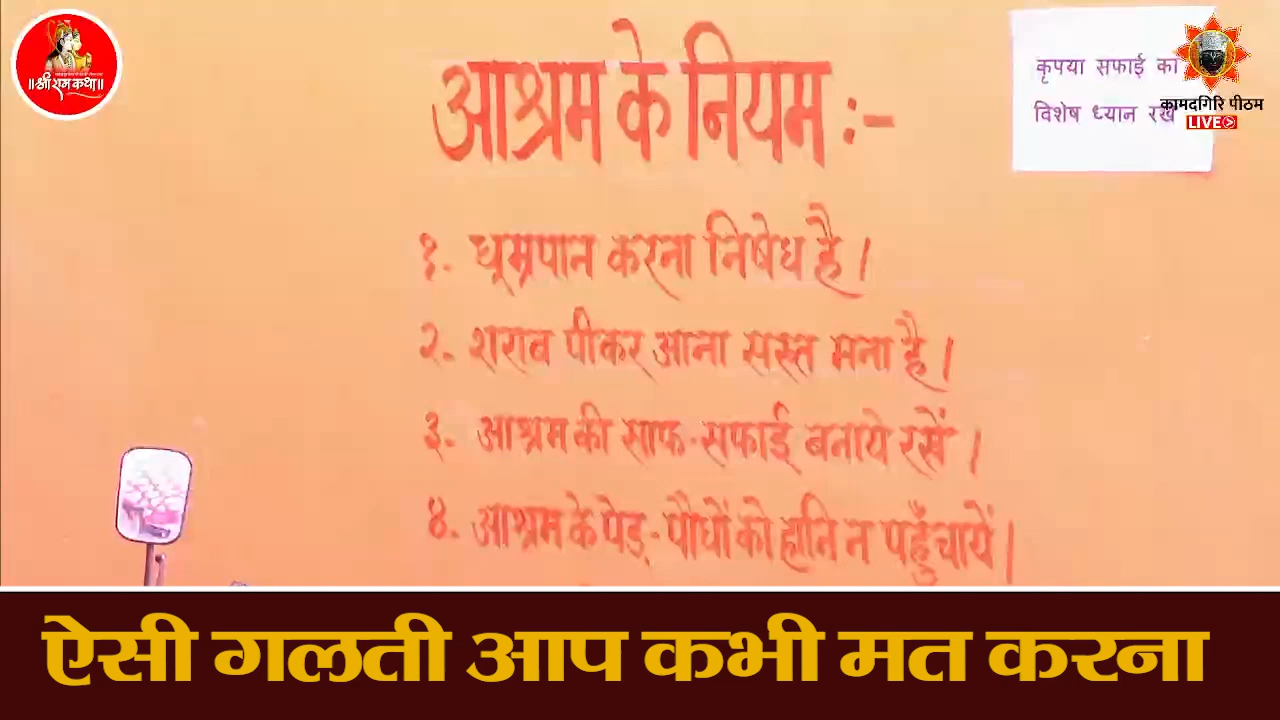 ॥श्री राम कथा॥
आश्रम के नियम :-
कृपया सफाई का
विशेष ध्यान रखें
कामदगिरि पीठम
LIVE
१. धूम्रपान करना निषेध है।
२. शराब पीकर आना सख्त मना है।
३. आश्रम की साफ-सफाई बनाये रखें।
४. आश्रम के पेड़-पौधों को हानि न पहुँचायें।
ऐसी गलती आप कभी मत करना